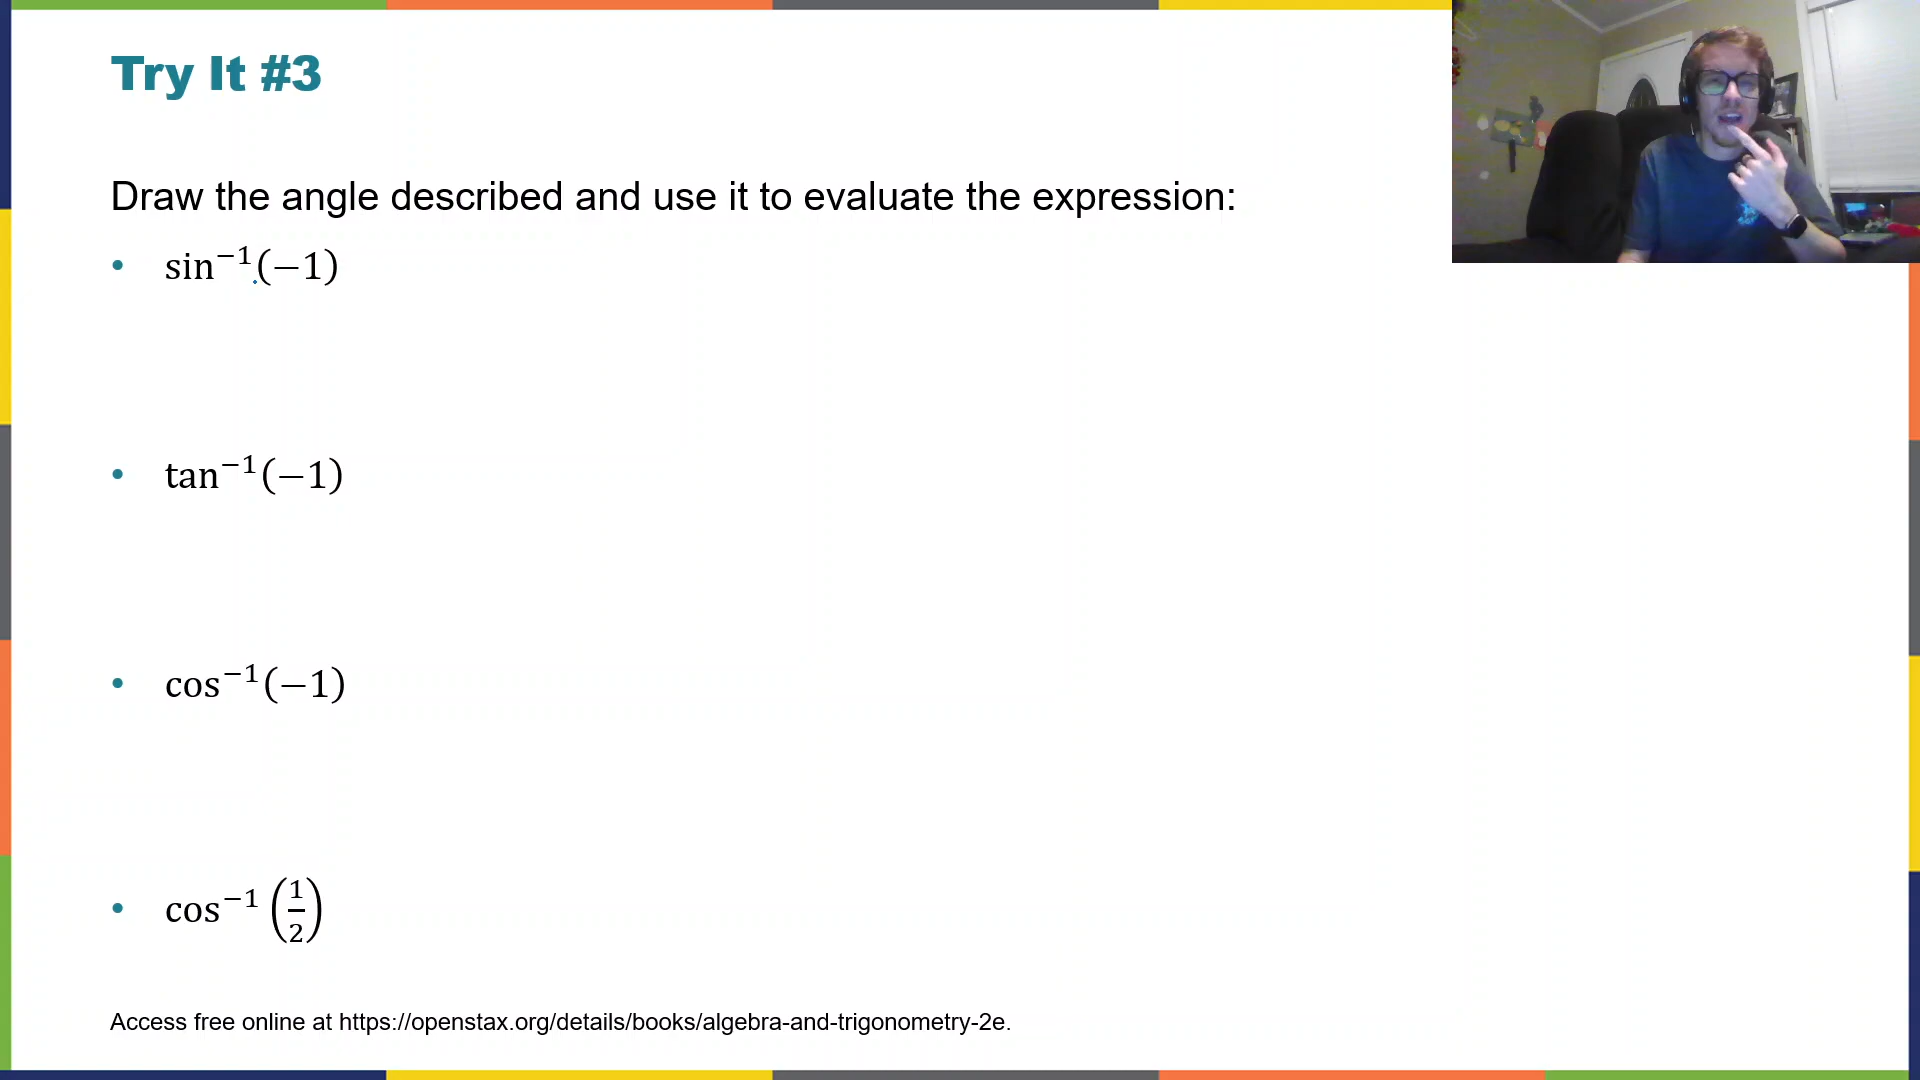 Try It #3
Draw the angle described and use it to evaluate the expression:
• sin⁻¹(−1)
• tan⁻¹(−1)
• cos⁻¹(−1)
• cos⁻¹(1/2)
Access free online at https://openstax.org/details/books/algebra-and-trigonometry-2e.